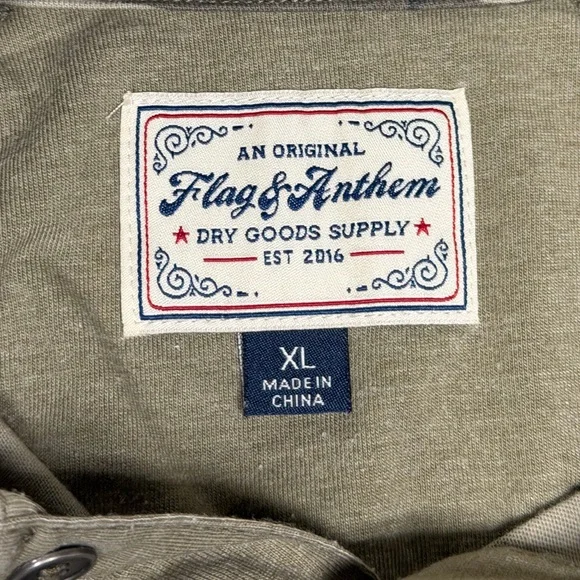 AN ORIGINAL
Flag & Anthem
★ DRY GOODS SUPPLY ★
EST 2016
XL
MADE IN
CHINA